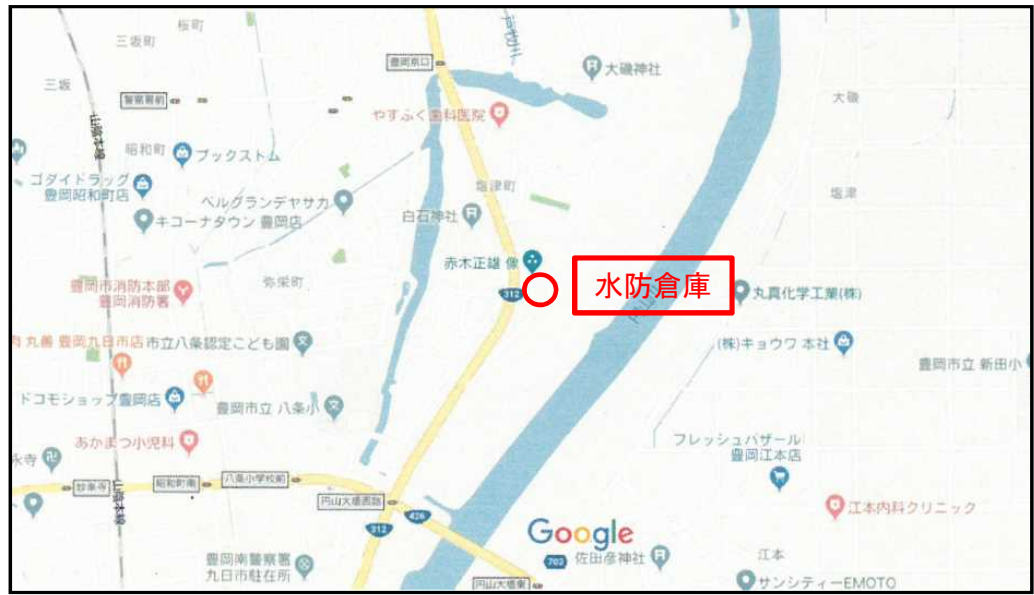 桜町
三坂町
豊岡京口
大磯神社
三坂
豊岡署前
大磯
やすふく歯科医院
山陰本線
昭和町
ブックストム
ゴダイドラッグ
豊岡昭和町店
塩津町
塩津
ベルグランデヤサカ
キコーナタウン 豊岡店
白石神社
赤木正雄 像
水防倉庫
豊岡市消防本部
豊岡消防署
弥栄町
312
丸真化学工業(株)
円山川
肉 丸善 豊岡九日市店
市立八条認定こども園
(株)キョウワ 本社
豊岡市立 新田小
ドコモショップ豊岡店
豊岡市立 八条小
あかまつ小児科
フレッシュバザール
豊岡江本店
永寺
妙楽寺
昭和町南
八条小学校前
山陰本線
円山大橋西詰
江本内科クリニック
312
426
Google
豊岡南警察署
九日市駐在所
703
佐田彦神社
江本
円山大橋東
サンシティーEMOTO